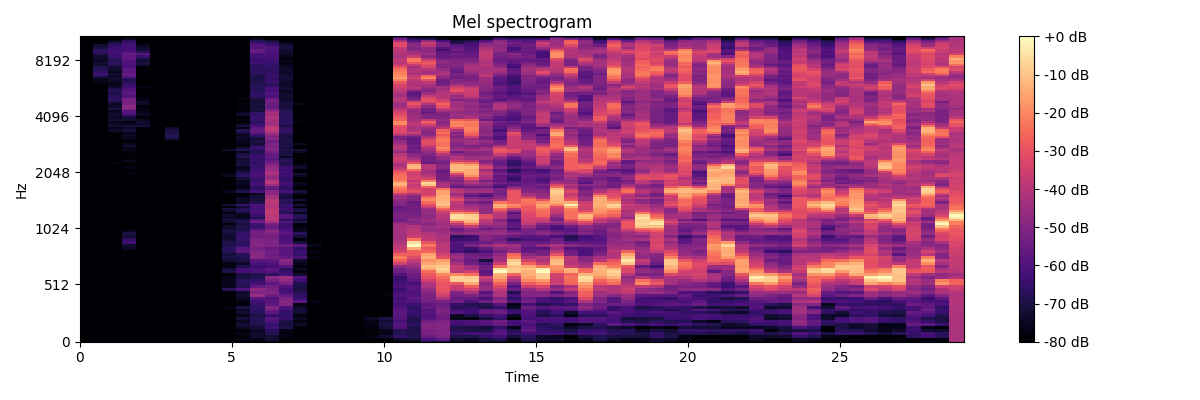 Mel spectrogram
8192
4096
2048
1024
512
0
Hz
0 5 10 15 20 25
Time
+0 dB
-10 dB
-20 dB
-30 dB
-40 dB
-50 dB
-60 dB
-70 dB
-80 dB